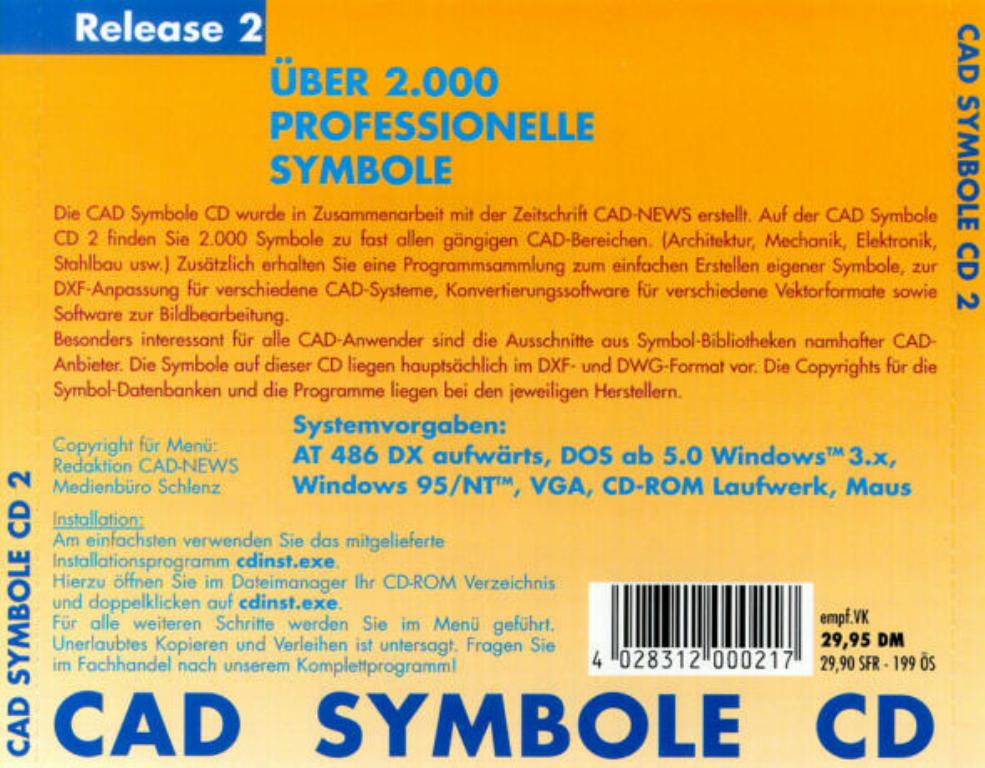 Release 2
ÜBER 2.000
PROFESSIONELLE
SYMBOLE
Die CAD Symbole CD wurde in Zusammenarbeit mit der Zeitschrift CAD-NEWS erstellt. Auf der CAD Symbole
CD 2 finden Sie 2.000 Symbole zu fast allen gängigen CAD-Bereichen. (Architektur, Mechanik, Elektronik,
Stahlbau usw.) Zusätzlich erhalten Sie eine Programmsammlung zum einfachen Erstellen eigener Symbole, zur
DXF-Anpassung für verschiedene CAD-Systeme, Konvertierungssoftware für verschiedene Vektorformate sowie
Software zur Bildbearbeitung.
Besonders interessant für alle CAD-Anwender sind die Ausschnitte aus Symbol-Bibliotheken namhafter CAD-
Anbieter. Die Symbole auf dieser CD liegen hauptsächlich im DXF- und DWG-Format vor. Die Copyrights für die
Symbol-Datenbanken und die Programme liegen bei den jeweiligen Herstellern.
Copyright für Menü:
Redaktion CAD-NEWS
Medienbüro Schlenz
Systemvorgaben:
AT 486 DX aufwärts, DOS ab 5.0 Windows™ 3.x,
Windows 95/NT™, VGA, CD-ROM Laufwerk, Maus
Installation:
Am einfachsten verwenden Sie das mitgelieferte
Installationsprogramm cdinst.exe.
Hierzu öffnen Sie im Dateimanager Ihr CD-ROM Verzeichnis
und doppelklicken auf cdinst.exe.
Für alle weiteren Schritte werden Sie im Menü geführt.
Unerlaubtes Kopieren und Verleihen ist untersagt. Fragen Sie
im Fachhandel nach unserem Komplettprogramm!
4 028312 000217
empf.VK
29,95 DM
29,90 SFR - 199 ÖS
CAD SYMBOLE CD
CAD SYMBOLE CD 2
CAD SYMBOLE CD 2